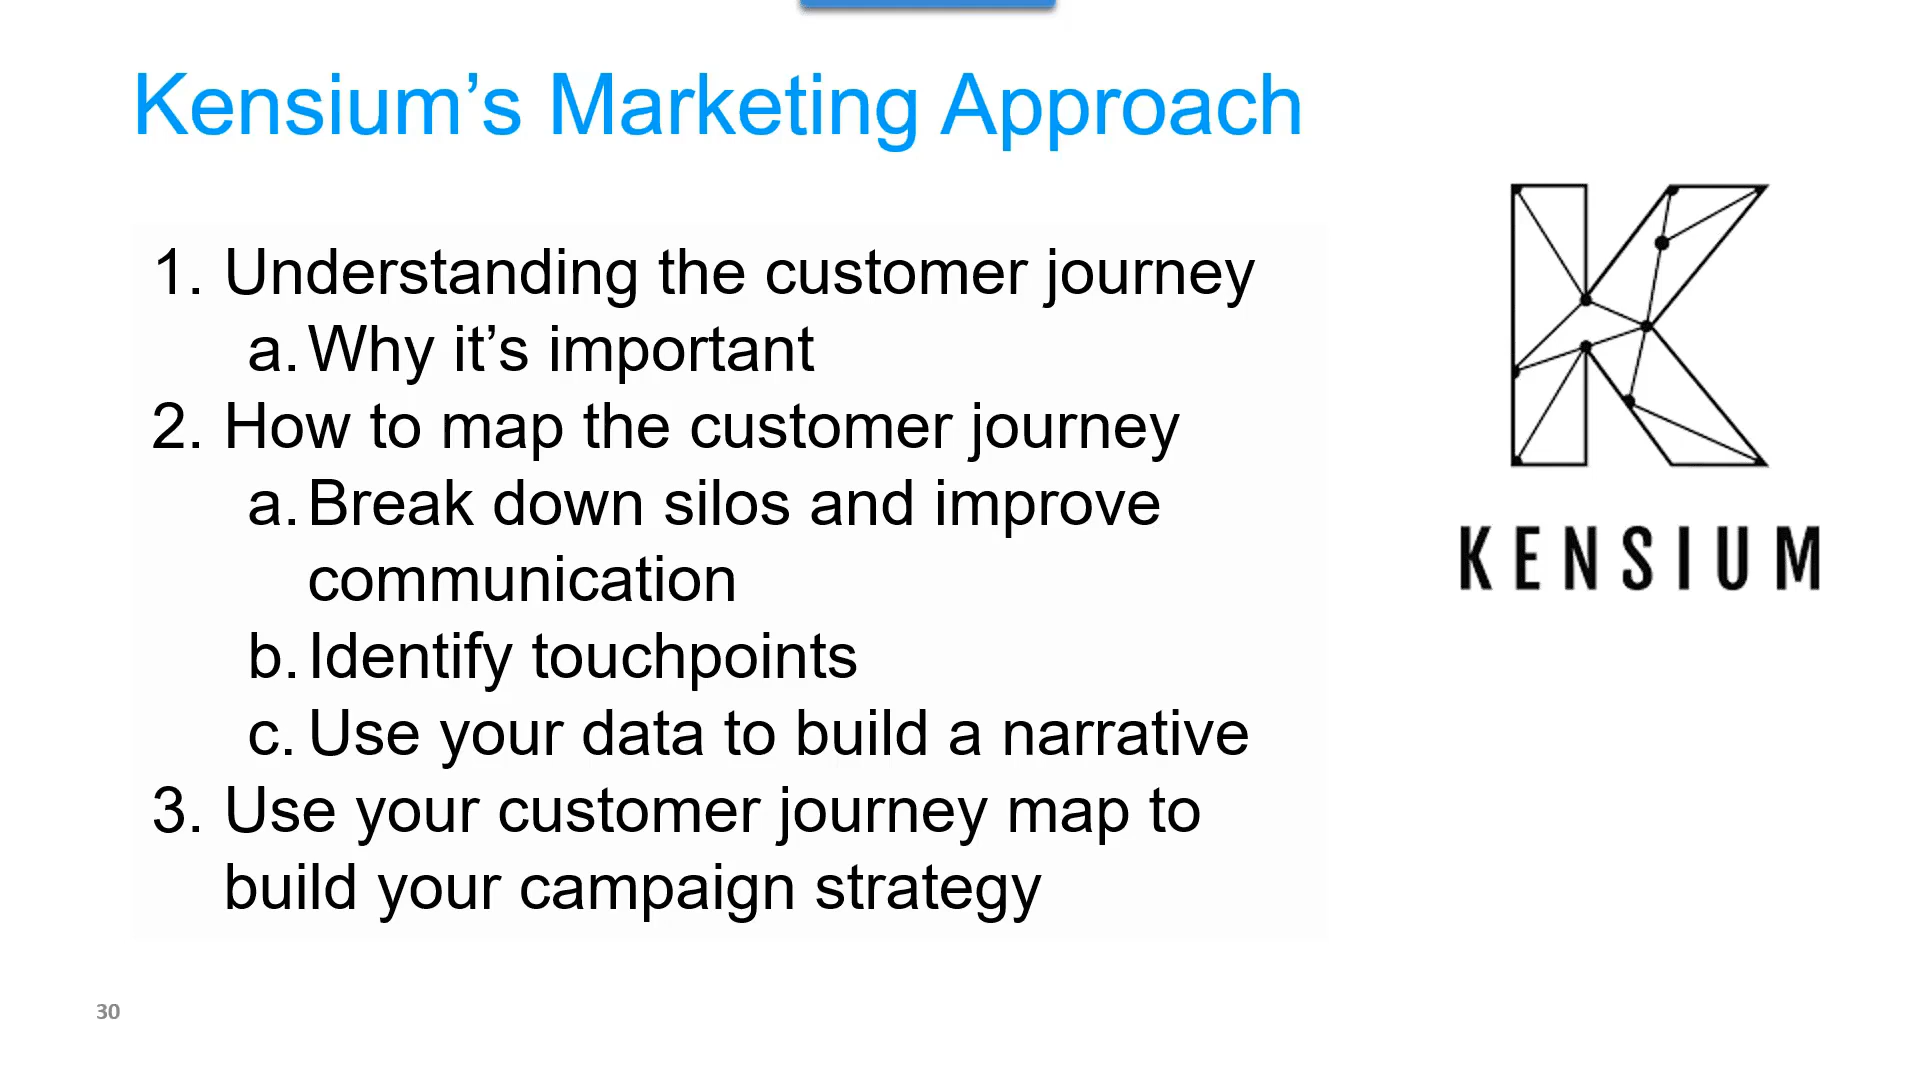 Kensium’s Marketing Approach
1. Understanding the customer journey
a. Why it’s important
2. How to map the customer journey
a. Break down silos and improve
communication
b. Identify touchpoints
c. Use your data to build a narrative
3. Use your customer journey map to
build your campaign strategy
KENSIUM
30